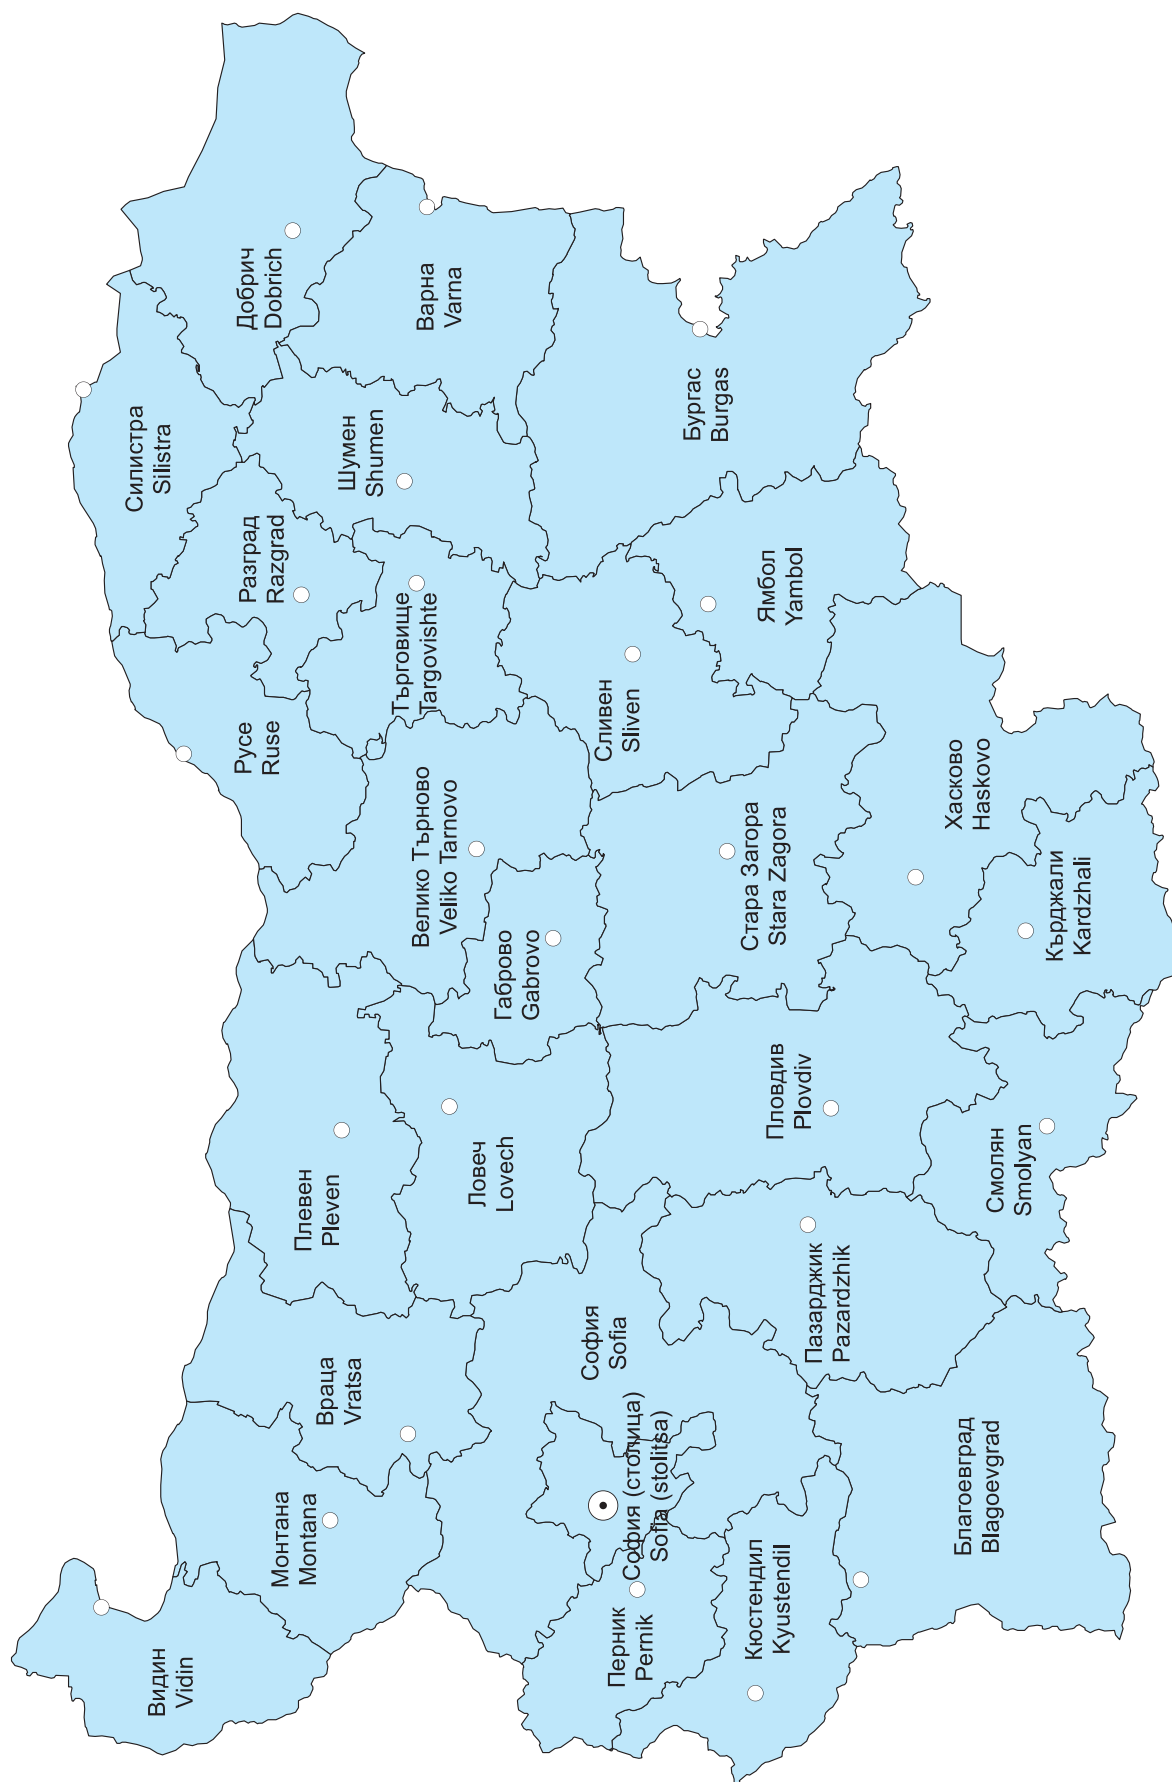 Видин
Vidin
Монтана
Montana
Враца
Vratsa
Плевен
Pleven
Ловеч
Lovech
Велико Търново
Veliko Tarnovo
Габрово
Gabrovo
Русе
Ruse
Разград
Razgrad
Силистра
Silistra
Търговище
Targovishte
Шумен
Shumen
Добрич
Dobrich
Варна
Varna
София
Sofia
София (столица)
Sofia (stolitsa)
Перник
Pernik
Кюстендил
Kyustendil
Благоевград
Blagoevgrad
Пазарджик
Pazardzhik
Пловдив
Plovdiv
Смолян
Smolyan
Стара Загора
Stara Zagora
Сливен
Sliven
Ямбол
Yambol
Бургас
Burgas
Хасково
Haskovo
Кърджали
Kardzhali